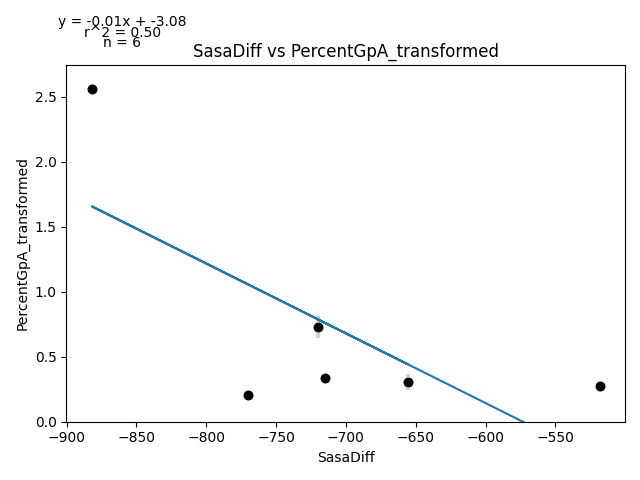 y = -0.01x + -3.08
r^2 = 0.50
n = 6
SasaDiff vs PercentGpA_transformed
2.5
2.0
1.5
1.0
0.5
0.0
PercentGpA_transformed
−900 −850 −800 −750 −700 −650 −600 −550
SasaDiff